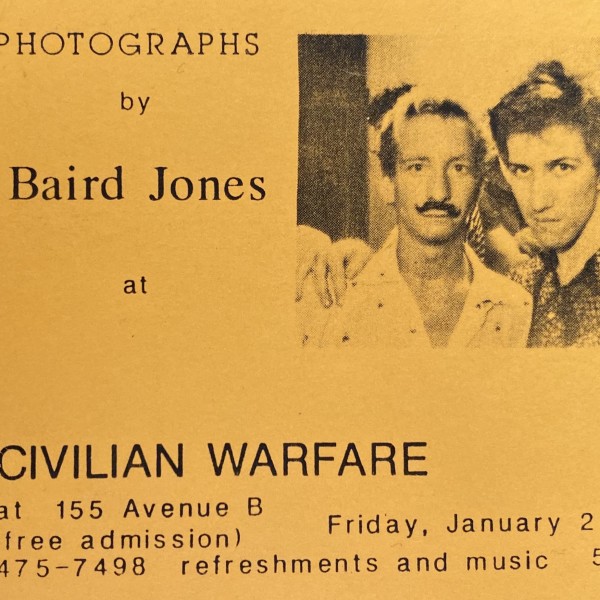 PHOTOGRAPHS
by
Baird Jones
at
CIVILIAN WARFARE
at 155 Avenue B
free admission)
Friday, January 2
475-7498 refreshments and music 5